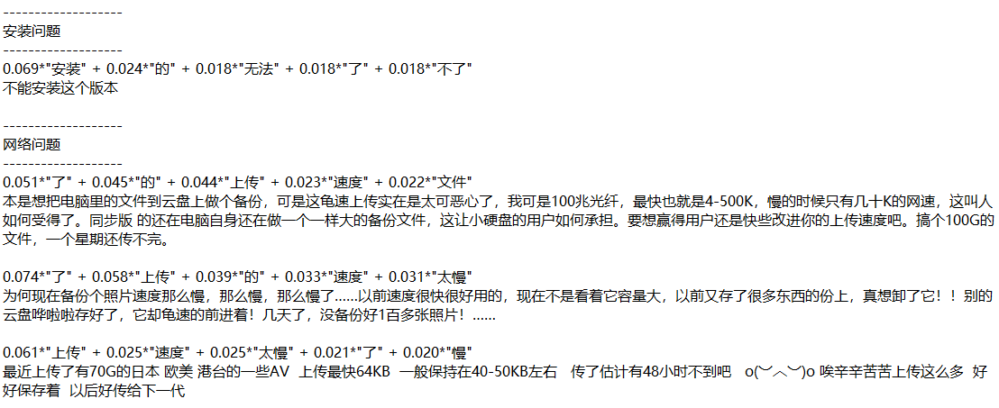 -------------------
安装问题
-------------------
0.069*"安装" + 0.024*"的" + 0.018*"无法" + 0.018*"了" + 0.018*"不了"
不能安装这个版本
-------------------
网络问题
-------------------
0.051*"了" + 0.045*"的" + 0.044*"上传" + 0.023*"速度" + 0.022*"文件"
本是想把电脑里的文件到云盘上做个备份，可是这龟速上传实在是太可恶心了，我可是100兆光纤，最快也就是4-500K，慢的时候只有几十K的网速，这叫人
如何受得了。同步版 的还在电脑自身还在做一个一样大的备份文件，这让小硬盘的用户如何承担。要想赢得用户还是快些改进你的上传速度吧。搞个100G的
文件，一个星期还传不完。
0.074*"了" + 0.058*"上传" + 0.039*"的" + 0.033*"速度" + 0.031*"太慢"
为何现在备份个照片速度那么慢，那么慢，那么慢了……以前速度很快很好用的，现在不是看着它容量大，以前又存了很多东西的份上，真想卸了它！！别的
云盘哗啦啦存好了，它却龟速的前进着！几天了，没备份好1百多张照片！……
0.061*"上传" + 0.025*"速度" + 0.025*"太慢" + 0.021*"了" + 0.020*"慢"
最近上传了有70G的日本 欧美 港台的一些AV  上传最快64KB  一般保持在40-50KB左右   传了估计有48小时不到吧   o(︶︿︶)o 唉辛辛苦苦上传这么多  好
好保存着  以后好传给下一代